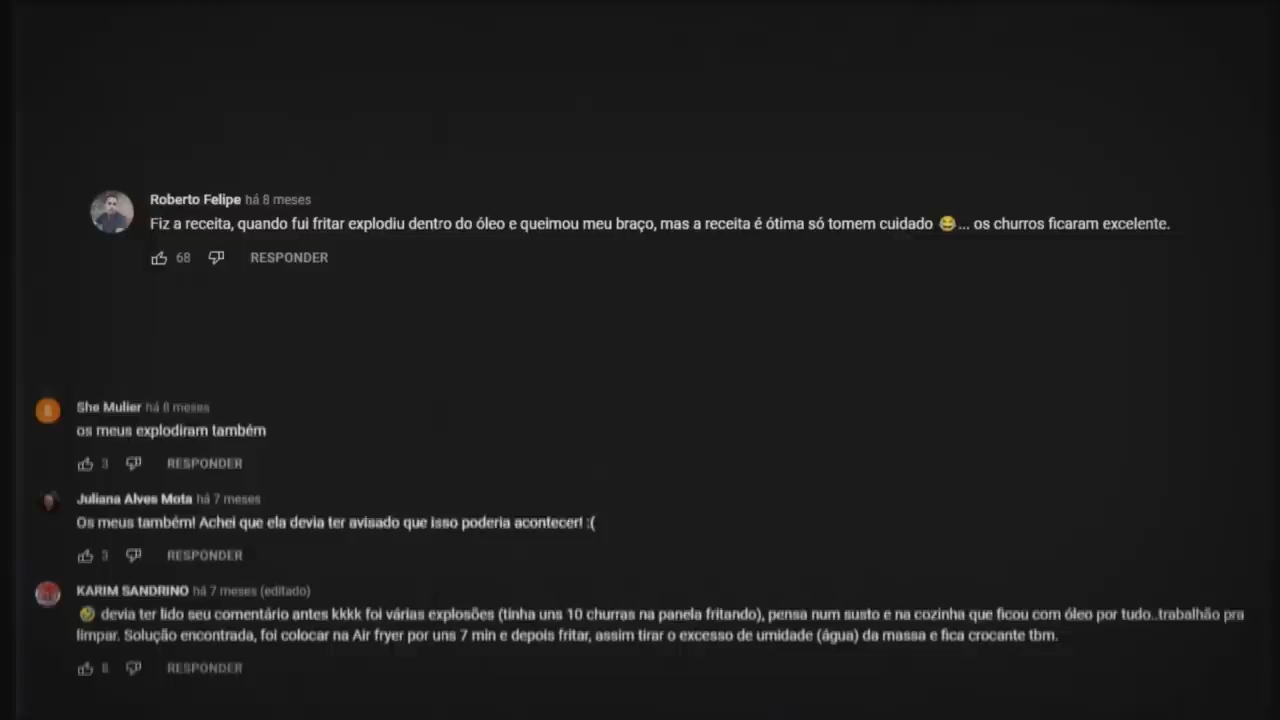 Roberto Felipe há 8 meses
Fiz a receita, quando fui fritar explodiu dentro do óleo e queimou meu braço, mas a receita é ótima só tomem cuidado 😂... os churros ficaram excelente.
68 RESPONDER
She Mulier há 8 meses
os meus explodiram também
3 RESPONDER
Juliana Alves Mota há 7 meses
Os meus também! Achei que ela devia ter avisado que isso poderia acontecer! :(
3 RESPONDER
KARIM SANDRINO há 7 meses (editado)
🤣 devia ter lido seu comentário antes kkkk foi várias explosões (tinha uns 10 churras na panela fritando), pensa num susto e na cozinha que ficou com óleo por tudo..trabalhão pra
limpar. Solução encontrada, foi colocar na Air fryer por uns 7 min e depois fritar, assim tirar o excesso de umidade (água) da massa e fica crocante tbm.
8 RESPONDER